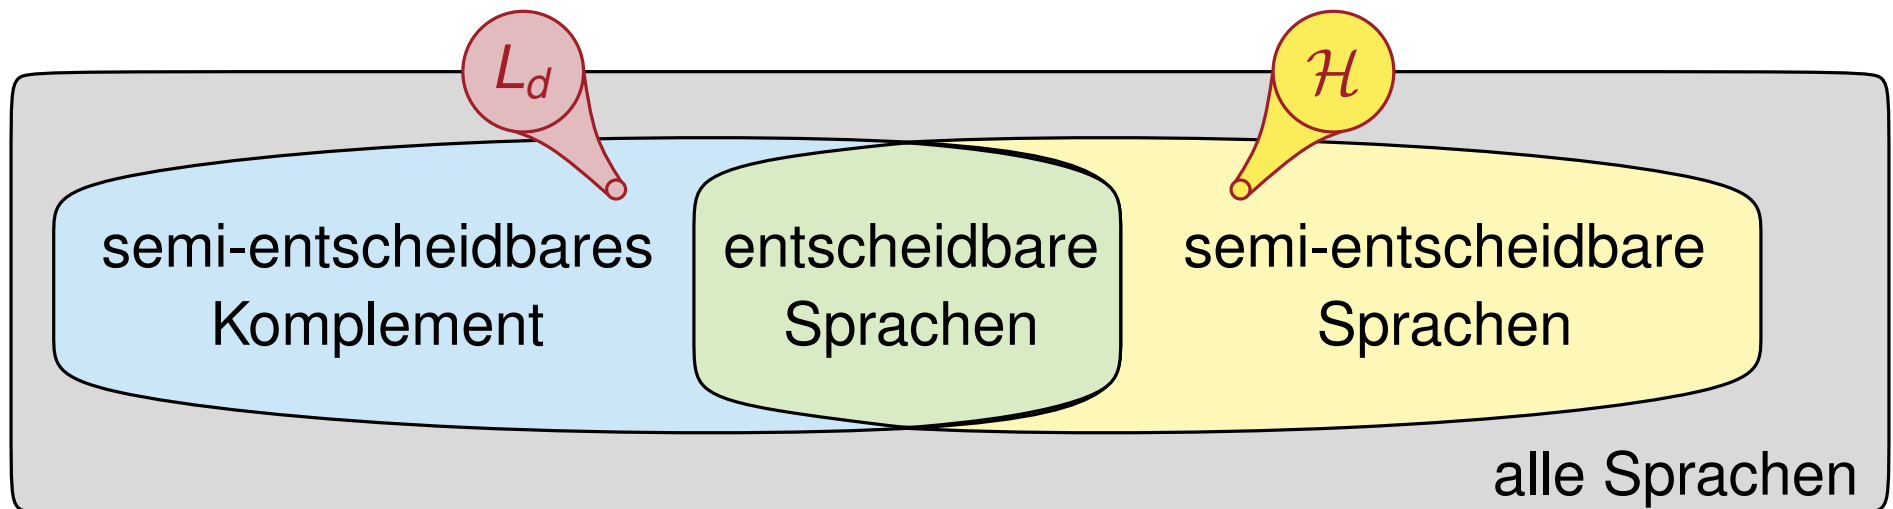 L_d
ℋ
semi-entscheidbares
Komplement
entscheidbare
Sprachen
semi-entscheidbare
Sprachen
alle Sprachen